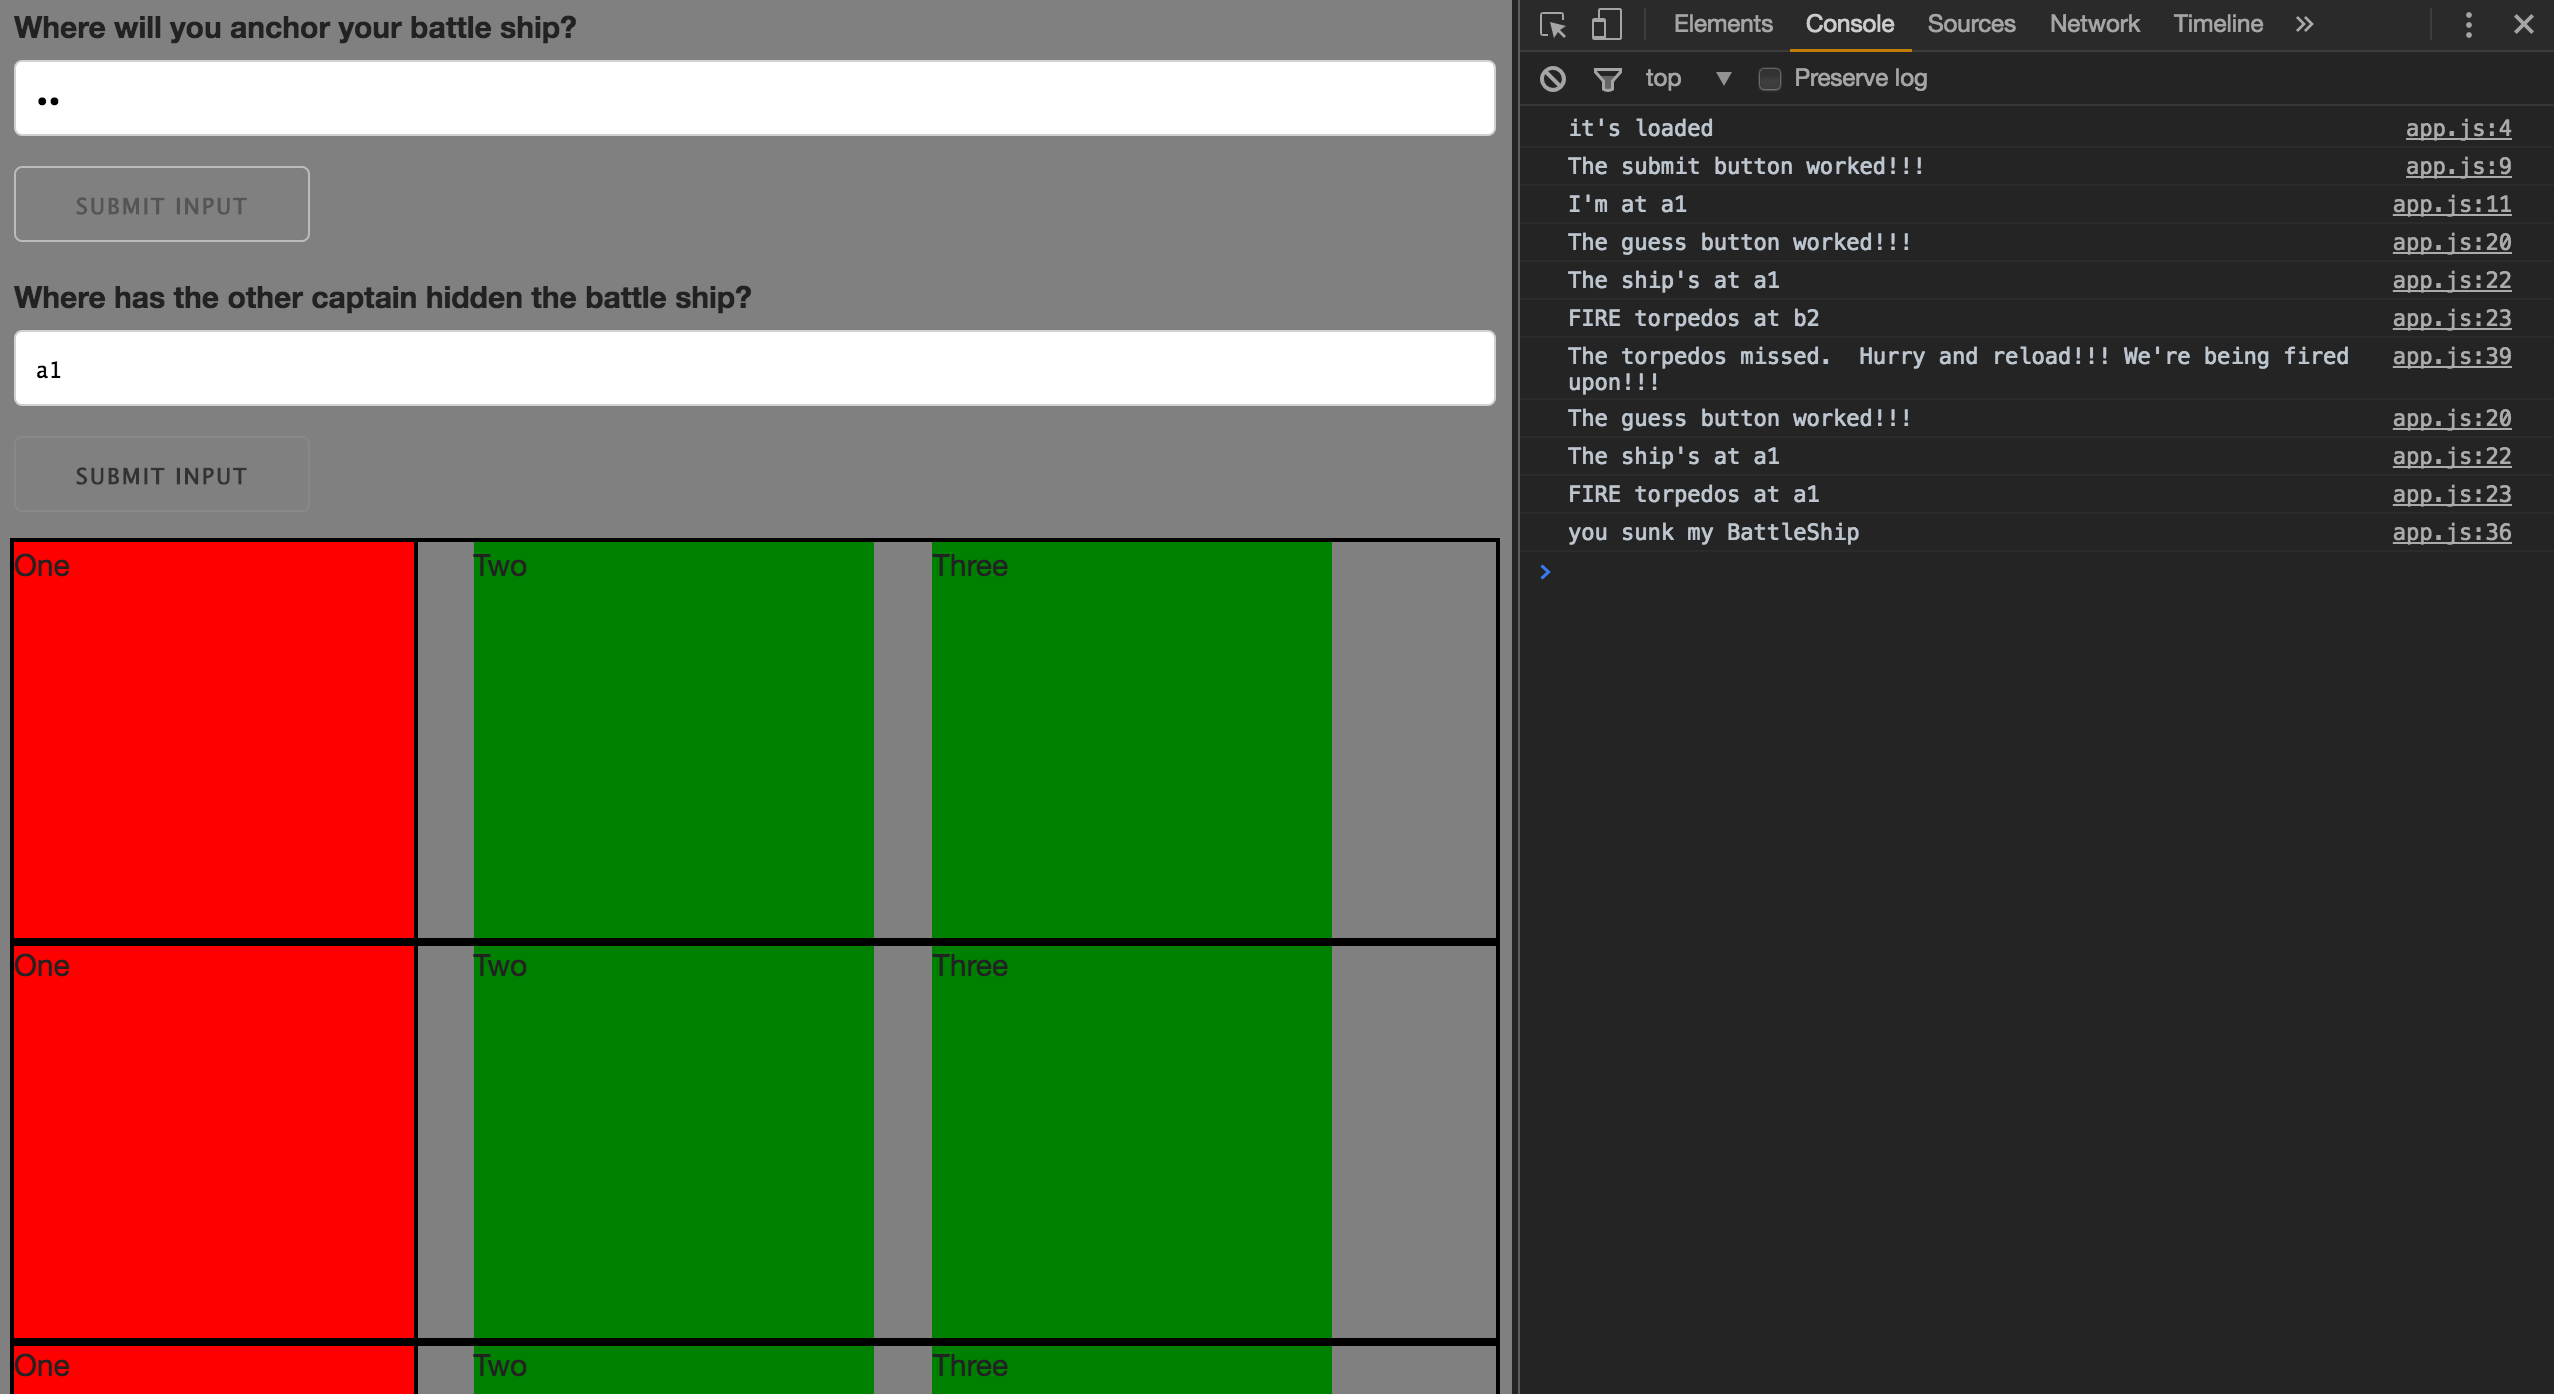 Where will you anchor your battle ship?
••
SUBMIT INPUT
Where has the other captain hidden the battle ship?
a1
SUBMIT INPUT
One Two Three
One Two Three
One Two Three
Elements Console Sources Network Timeline »
top ▼ Preserve log
it's loaded app.js:4
The submit button worked!!! app.js:9
I'm at a1 app.js:11
The guess button worked!!! app.js:20
The ship's at a1 app.js:22
FIRE torpedos at b2 app.js:23
The torpedos missed.  Hurry and reload!!! We're being fired app.js:39
upon!!!
The guess button worked!!! app.js:20
The ship's at a1 app.js:22
FIRE torpedos at a1 app.js:23
you sunk my BattleShip app.js:36